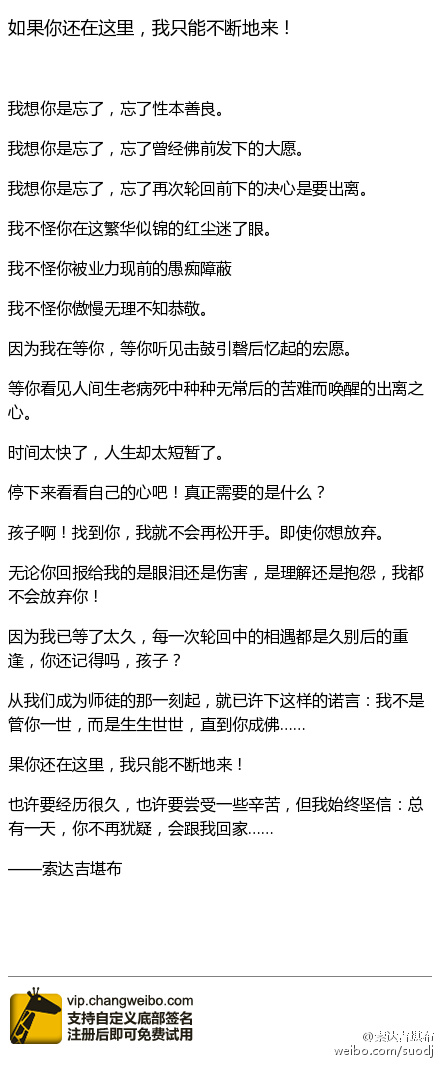 如果你还在这里，我只能不断地来！
我想你是忘了，忘了性本善良。
我想你是忘了，忘了曾经佛前发下的大愿。
我想你是忘了，忘了再次轮回前下的决心是要出离。
我不怪你在这繁华似锦的红尘迷了眼。
我不怪你被业力现前的愚痴障蔽
我不怪你傲慢无理不知恭敬。
因为我在等你，等你听见击鼓引磬后忆起的宏愿。
等你看见人间生老病死中种种无常后的苦难而唤醒的出离之
心。
时间太快了，人生却太短暂了。
停下来看看自己的心吧！真正需要的是什么？
孩子啊！找到你，我就不会再松开手。即使你想放弃。
无论你回报给我的是眼泪还是伤害，是理解还是抱怨，我都
不会放弃你！
因为我已等了太久，每一次轮回中的相遇都是久别后的重
逢，你还记得吗，孩子？
从我们成为师徒的那一刻起，就已许下这样的诺言：我不是
管你一世，而是生生世世，直到你成佛……
果你还在这里，我只能不断地来！
也许要经历很久，也许要尝受一些辛苦，但我始终坚信：总
有一天，你不再犹疑，会跟我回家……
——索达吉堪布
vip.changweibo.com
支持自定义底部签名
注册后即可免费试用
@索达吉堪布
weibo.com/suodj